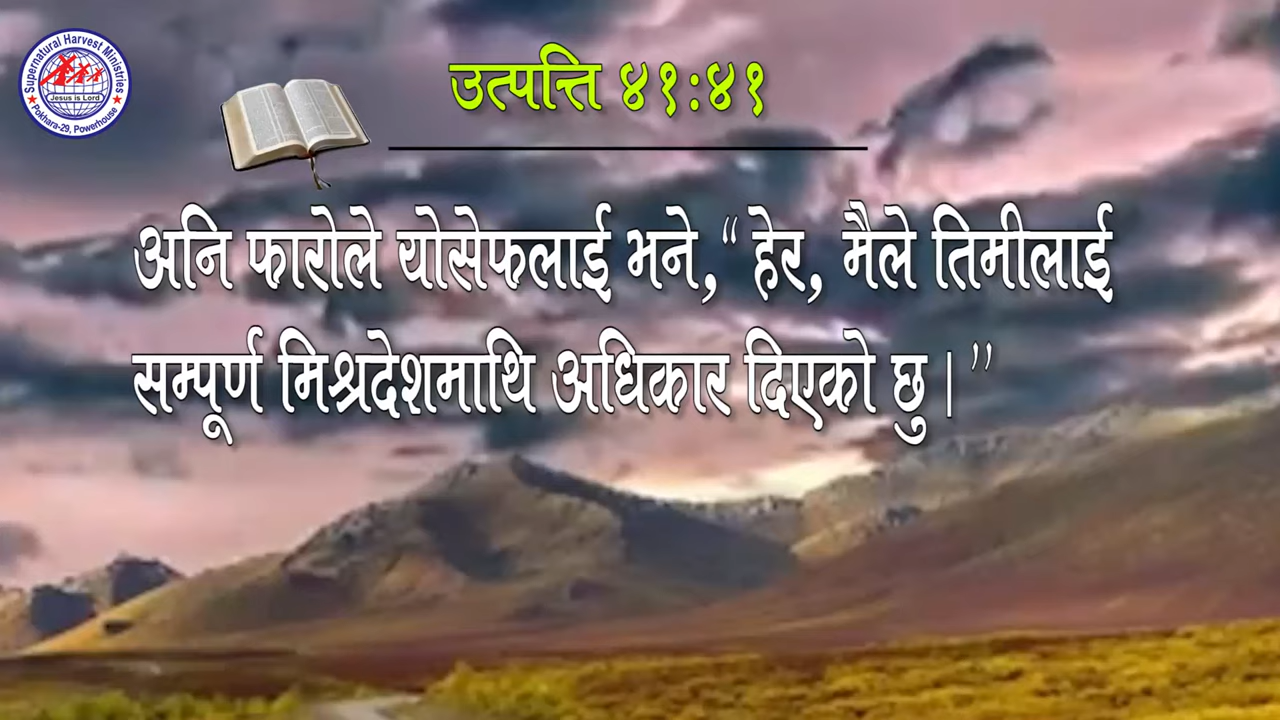 Supernatural Harvest Ministries
Jesus is Lord
Pokhara-29, Powerhouse
उत्पत्ति ४१:४१
अनि फारोले योसेफलाई भने, “हेर, मैले तिमीलाई
सम्पूर्ण मिश्रदेशमाथि अधिकार दिएको छु।”